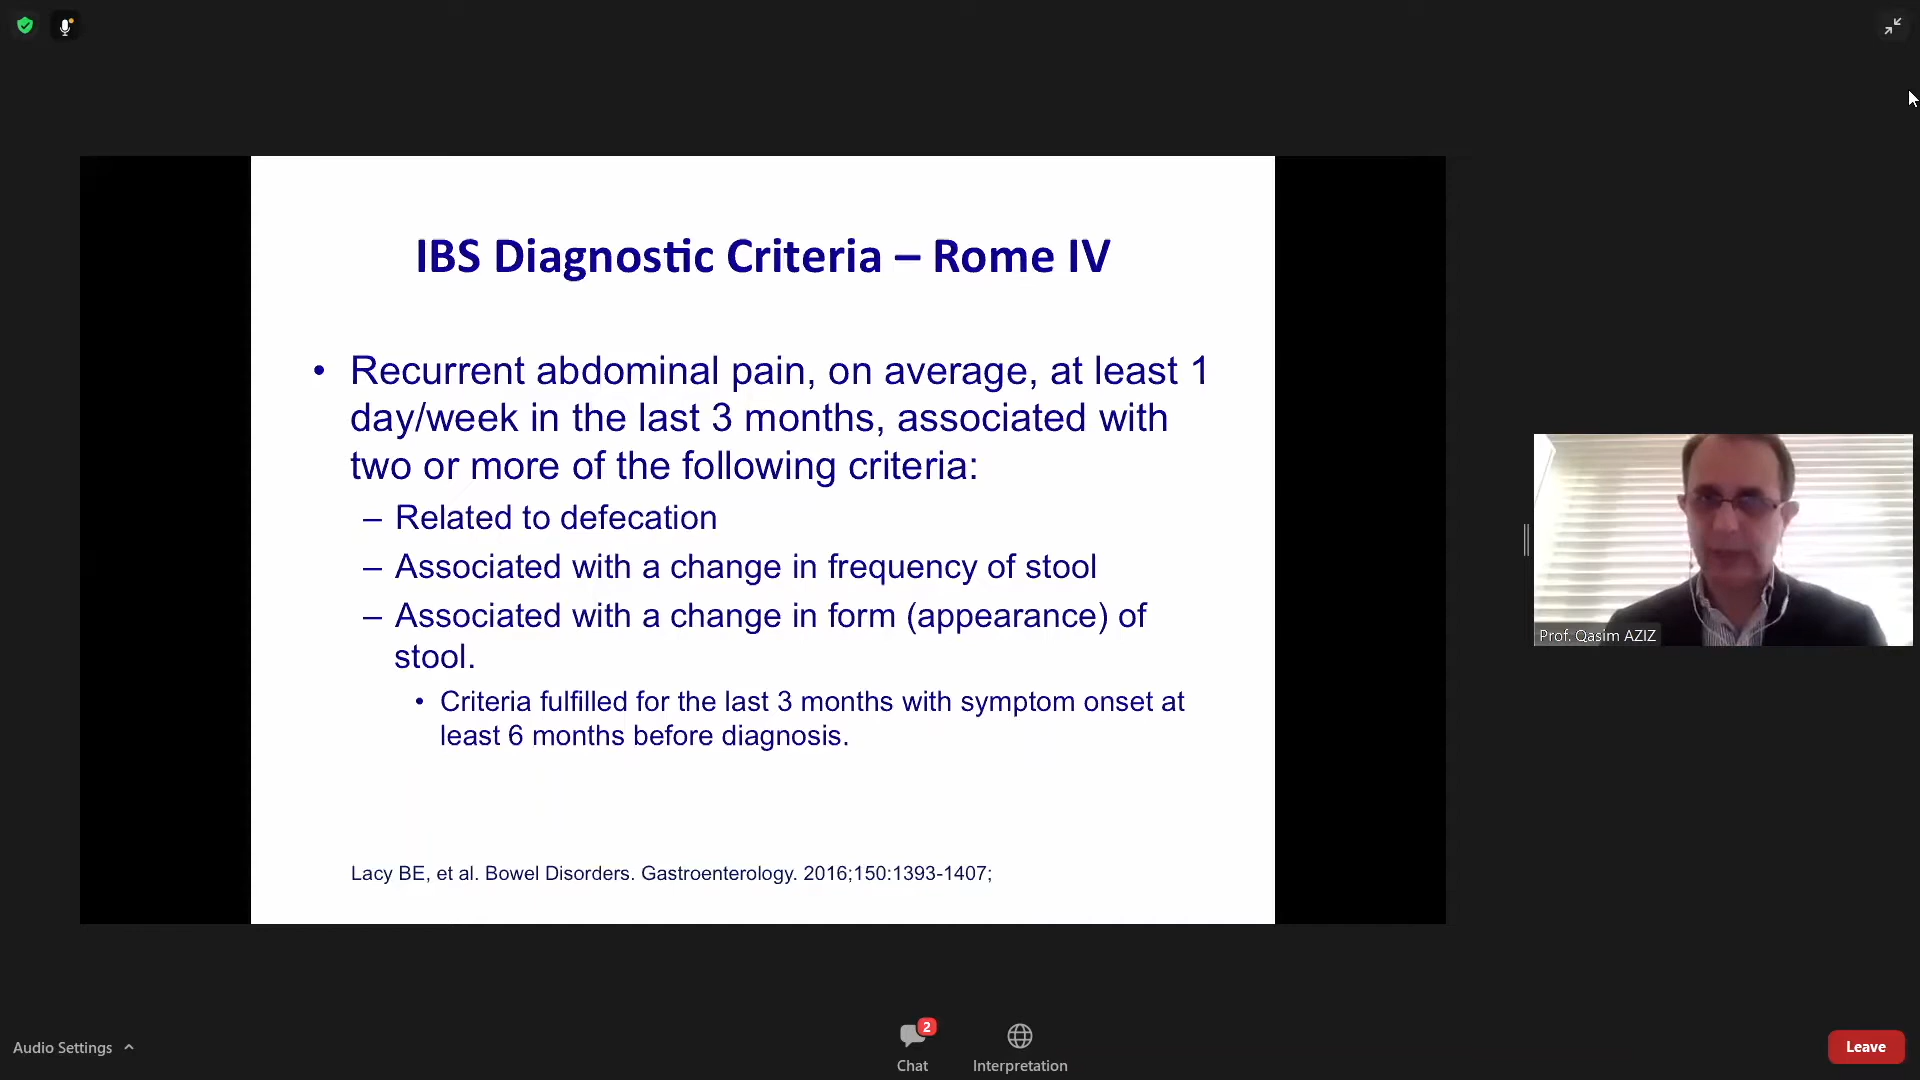 IBS Diagnostic Criteria – Rome IV
• Recurrent abdominal pain, on average, at least 1
day/week in the last 3 months, associated with
two or more of the following criteria:
– Related to defecation
– Associated with a change in frequency of stool
– Associated with a change in form (appearance) of
stool.
• Criteria fulfilled for the last 3 months with symptom onset at
least 6 months before diagnosis.
Lacy BE, et al. Bowel Disorders. Gastroenterology. 2016;150:1393-1407;
Prof. Qasim AZIZ
Audio Settings
2
Chat
Interpretation
Leave